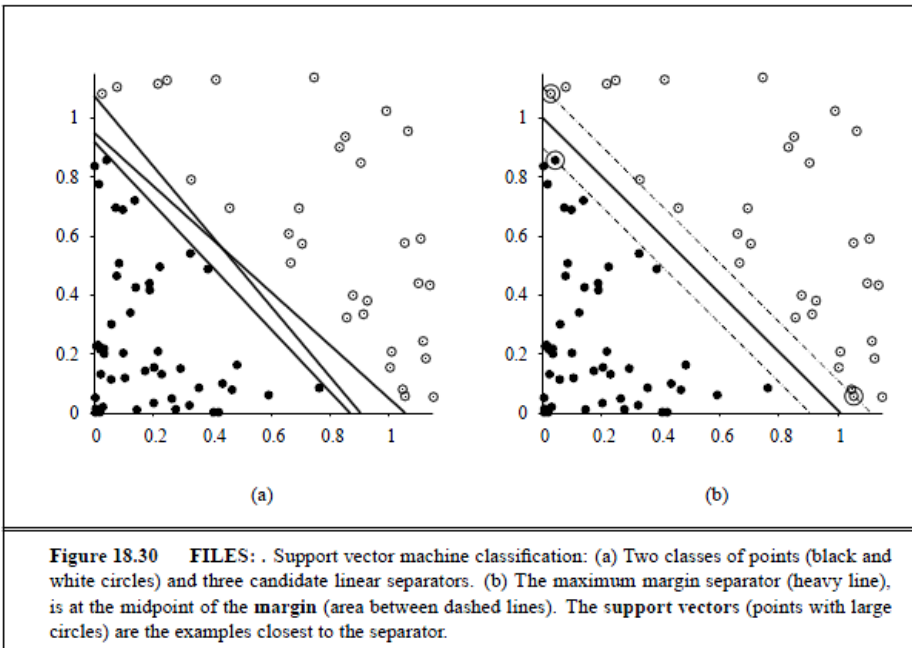 1
0.8
0.6
0.4
0.2
0
0 0.2 0.4 0.6 0.8 1
(a)
1
0.8
0.6
0.4
0.2
0
0 0.2 0.4 0.6 0.8 1
(b)
Figure 18.30 FILES: . Support vector machine classification: (a) Two classes of points (black and
white circles) and three candidate linear separators. (b) The maximum margin separator (heavy line),
is at the midpoint of the margin (area between dashed lines). The support vectors (points with large
circles) are the examples closest to the separator.